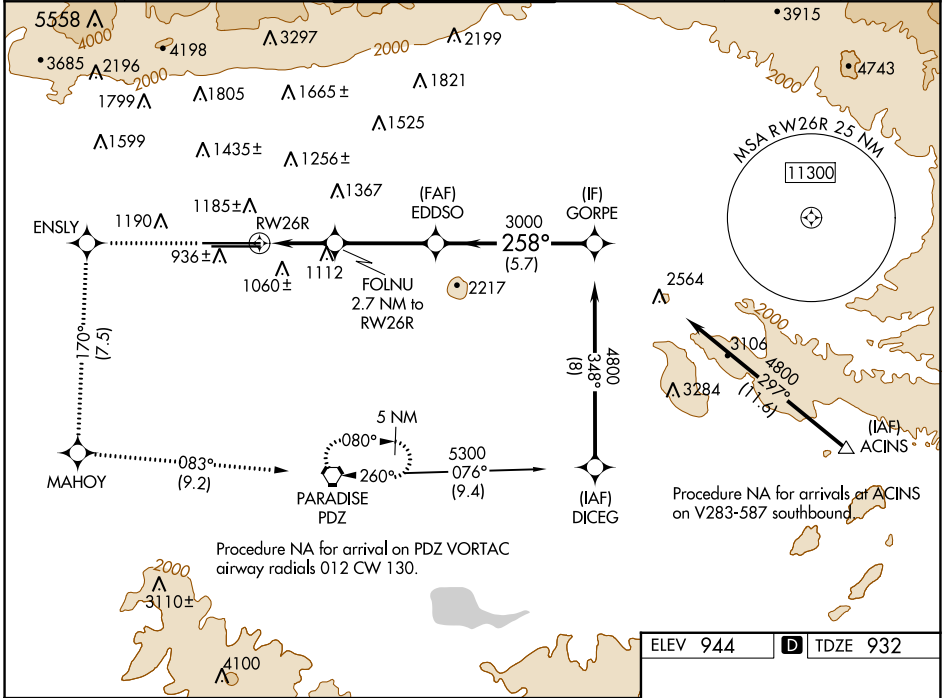 5558
4000
3685
2196
4198
2000
3297
2199
3915
4743
2000
1799
1805
1665±
1821
1525
1599
1435±
1256±
1367
MSA RW26R 25 NM
11300
ENSLY
1190
1185±
RW26R
(FAF)
EDDSO
3000
258°
(5.7)
(IF)
GORPE
936±
1060±
1112
FOLNU
2.7 NM to
RW26R
2217
2564
2000
3106
4800
297°
(11.6)
3284
(IAF)
ACINS
170°
(7.5)
4800
348°
(8)
MAHOY
083°
(9.2)
5 NM
080°
260°
PARADISE
PDZ
5300
076°
(9.4)
(IAF)
DICEG
Procedure NA for arrivals at ACINS
on V283-587 southbound.
Procedure NA for arrival on PDZ VORTAC
airway radials 012 CW 130.
2000
3110±
4100
ELEV 944 D TDZE 932